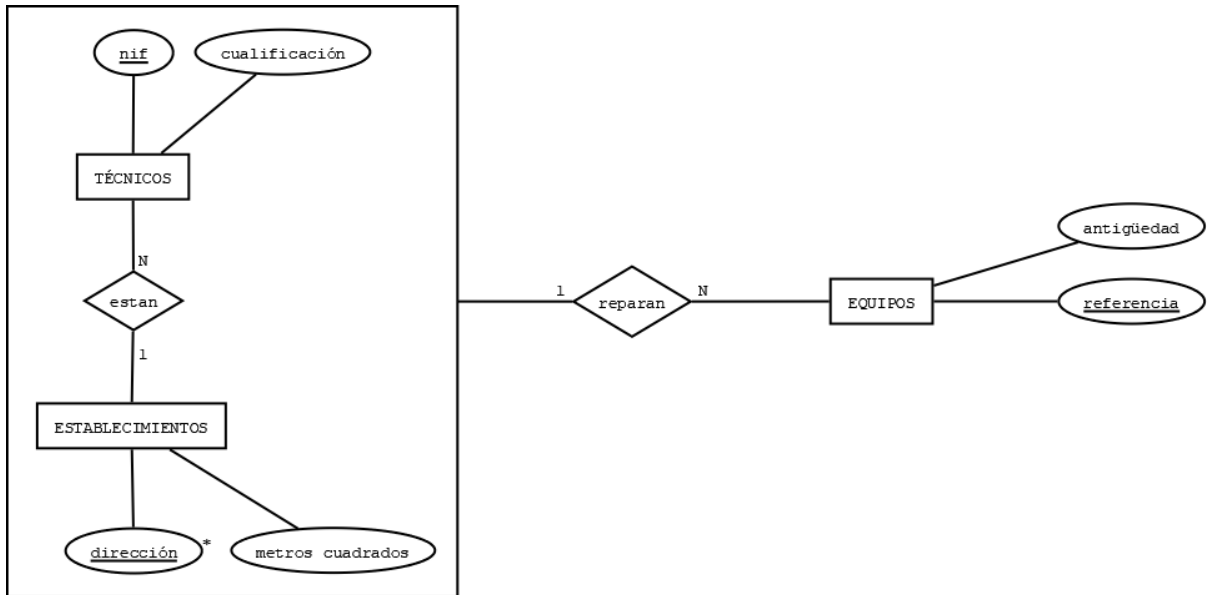 nif
cualificación
TÉCNICOS
N
estan
1
ESTABLECIMIENTOS
dirección *
metros cuadrados
1
reparan
N
EQUIPOS
antigüedad
referencia